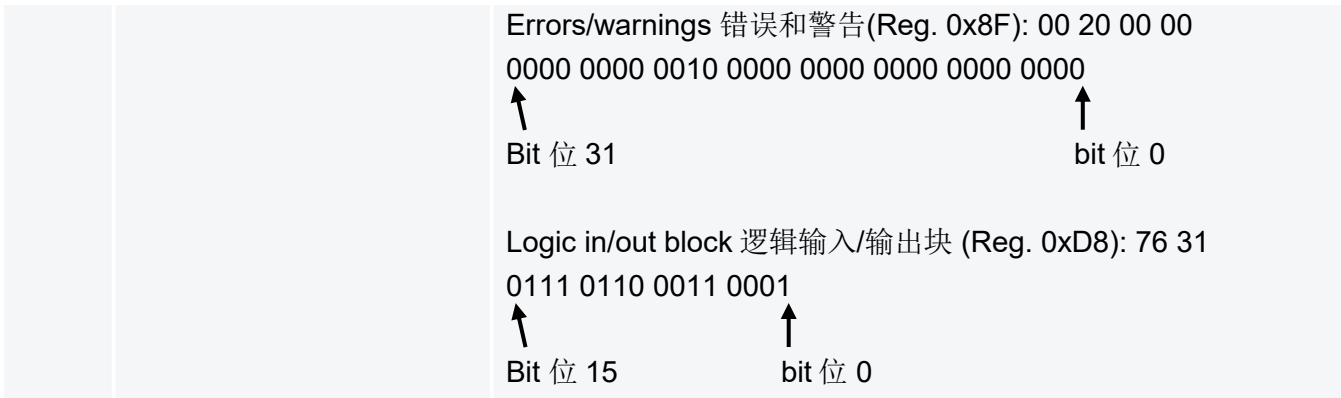 Errors/warnings 错误和警告(Reg. 0x8F): 00 20 00 00
0000 0000 0010 0000 0000 0000 0000 0000
Bit 位 31 bit 位 0
Logic in/out block 逻辑输入/输出块 (Reg. 0xD8): 76 31
0111 0110 0011 0001
Bit 位 15 bit 位 0